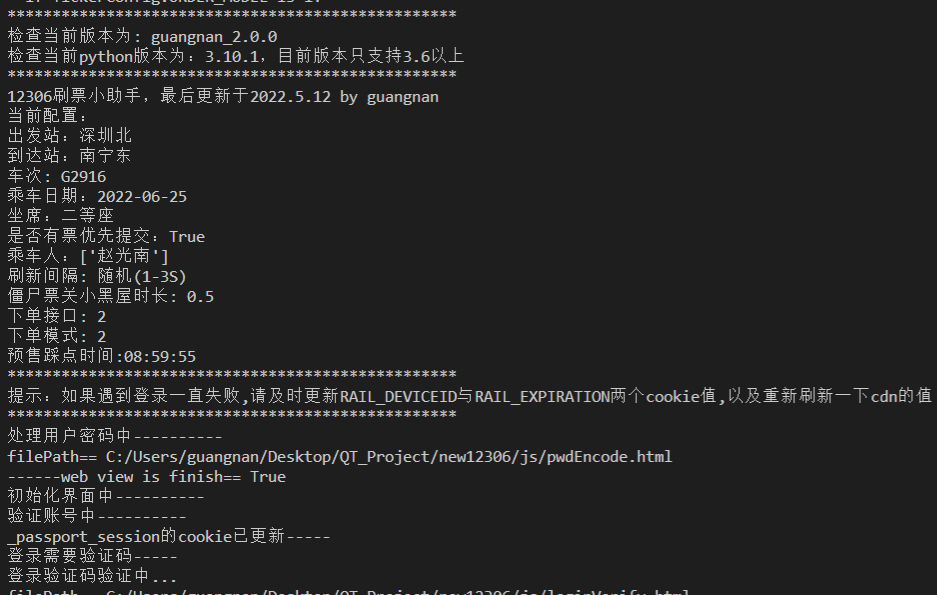 **************************************************
检查当前版本为: guangnan_2.0.0
检查当前python版本为：3.10.1，目前版本只支持3.6以上
**************************************************
12306刷票小助手，最后更新于2022.5.12 by guangnan
当前配置：
出发站：深圳北
到达站：南宁东
车次: G2916
乘车日期：2022-06-25
坐席：二等座
是否有票优先提交：True
乘车人：['赵光南']
刷新间隔: 随机(1-3S)
僵尸票关小黑屋时长: 0.5
下单接口: 2
下单模式: 2
预售踩点时间:08:59:55
**************************************************
提示：如果遇到登录一直失败,请及时更新RAIL_DEVICEID与RAIL_EXPIRATION两个cookie值,以及重新刷新一下cdn的值
**************************************************
处理用户密码中----------
filePath== C:/Users/guangnan/Desktop/QT_Project/new12306/js/pwdEncode.html
------web view is finish== True
初始化界面中----------
验证账号中----------
_passport_session的cookie已更新-----
登录需要验证码-----
登录验证码验证中...
filePath== C:/Users/guangnan/Desktop/QT_Project/new12306/js/loginVerify.html